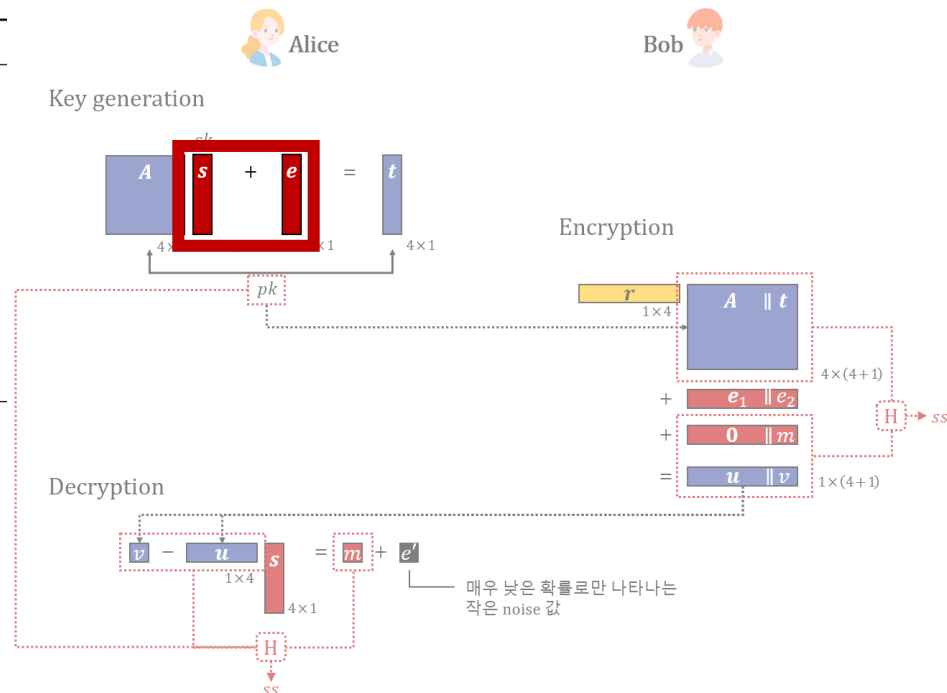 Alice
Bob
Key generation
sk
A
s
+
e
=
t
4×1
pk
Encryption
r
1×4
A || t
4×(4+1)
+
e₁ || e₂
+
0 || m
=
u || v
1×(4+1)
H
ss
Decryption
v − u s = m + e′
1×4
4×1
매우 낮은 확률로만 나타나는
작은 noise 값
H
ss